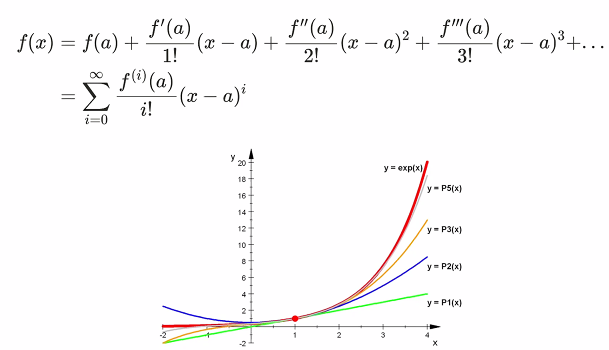 f(x) = f(a) + f′(a)/1! (x − a) + f″(a)/2! (x − a)² + f‴(a)/3! (x − a)³+…
= ∑_{i=0}^{∞} f⁽ⁱ⁾(a)/i! (x − a)ⁱ
y
20
y = exp(x)
18
y = P5(x)
16
14
12
y = P3(x)
10
8
y = P2(x)
6
4
y = P1(x)
2
-2 -1 1 2 3 4
x
-2